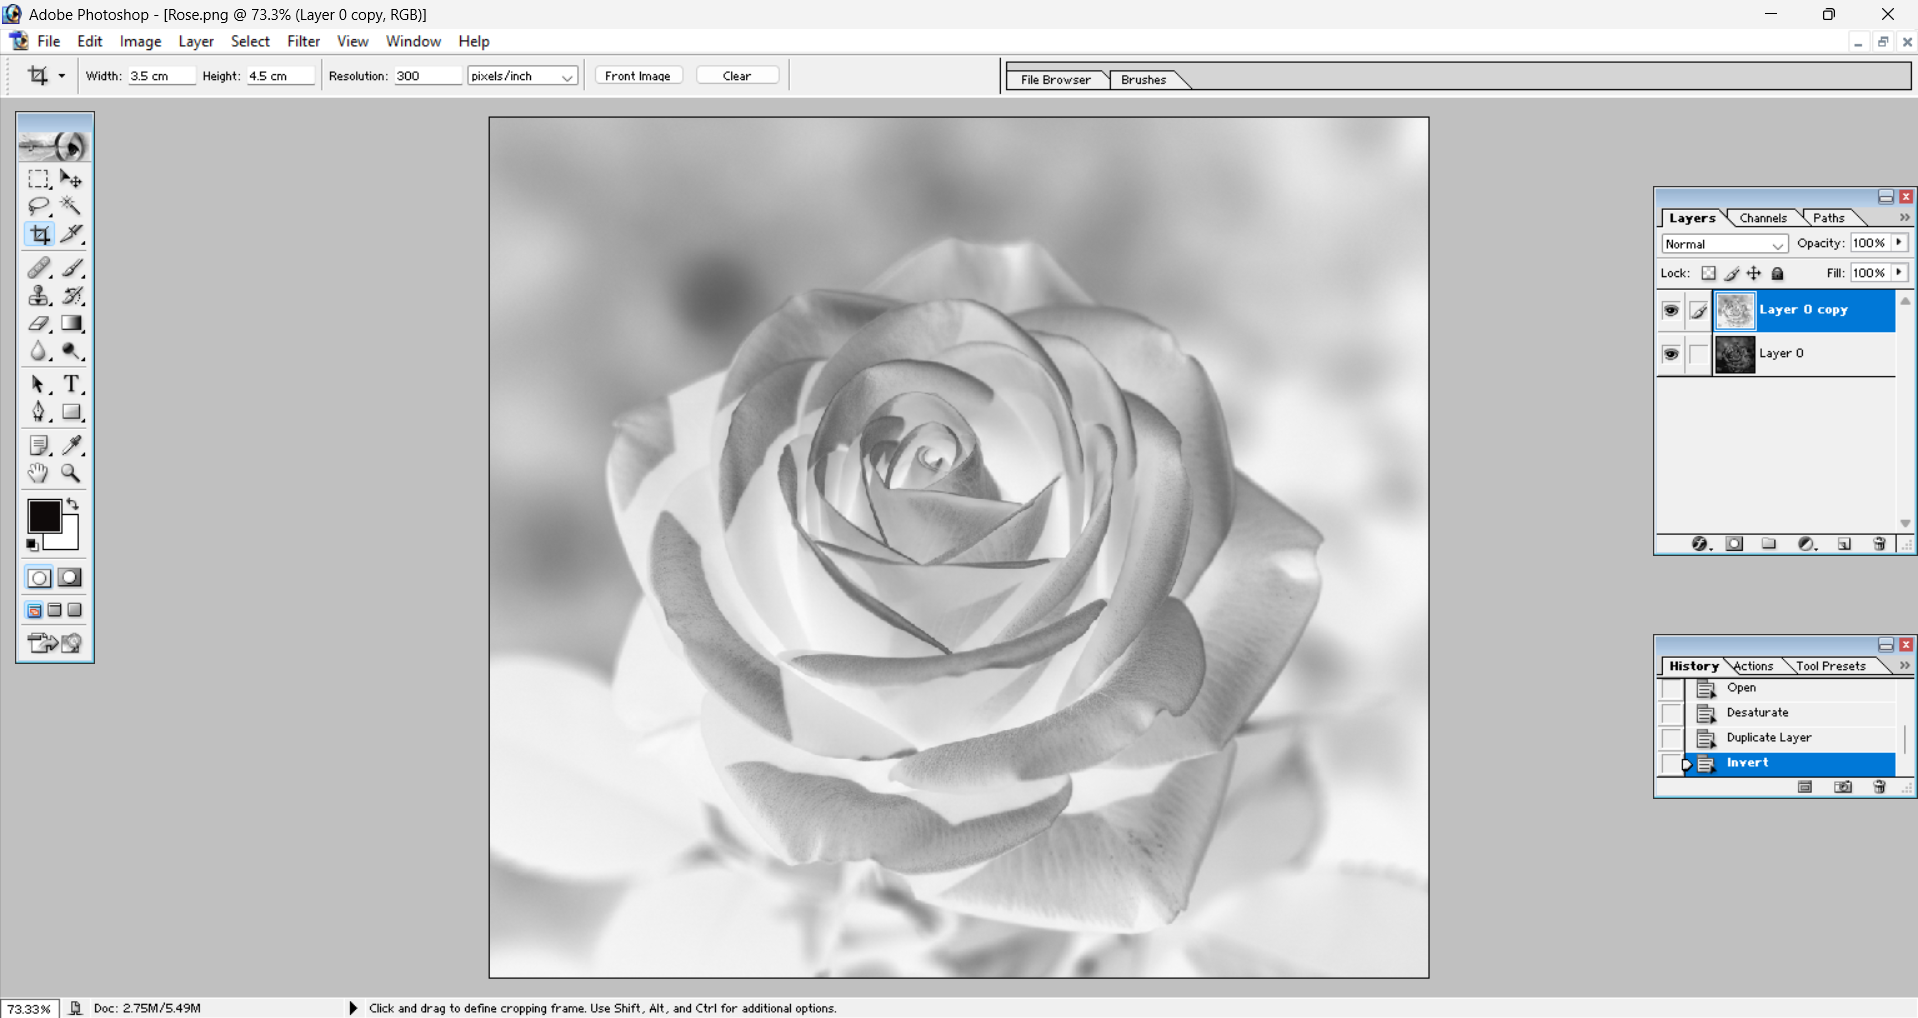 Adobe Photoshop - [Rose.png @ 73.3% (Layer 0 copy, RGB)]
File Edit Image Layer Select Filter View Window Help
Width: 3.5 cm Height: 4.5 cm Resolution: 300 pixels/inch Front Image Clear File Browser Brushes
Layers Channels Paths
Normal Opacity: 100%
Lock: Fill: 100%
Layer 0 copy
Layer 0
T
History Actions Tool Presets
Open
Desaturate
Duplicate Layer
Invert
73.33% Doc: 2.75M/5.49M Click and drag to define cropping frame. Use Shift, Alt, and Ctrl for additional options.